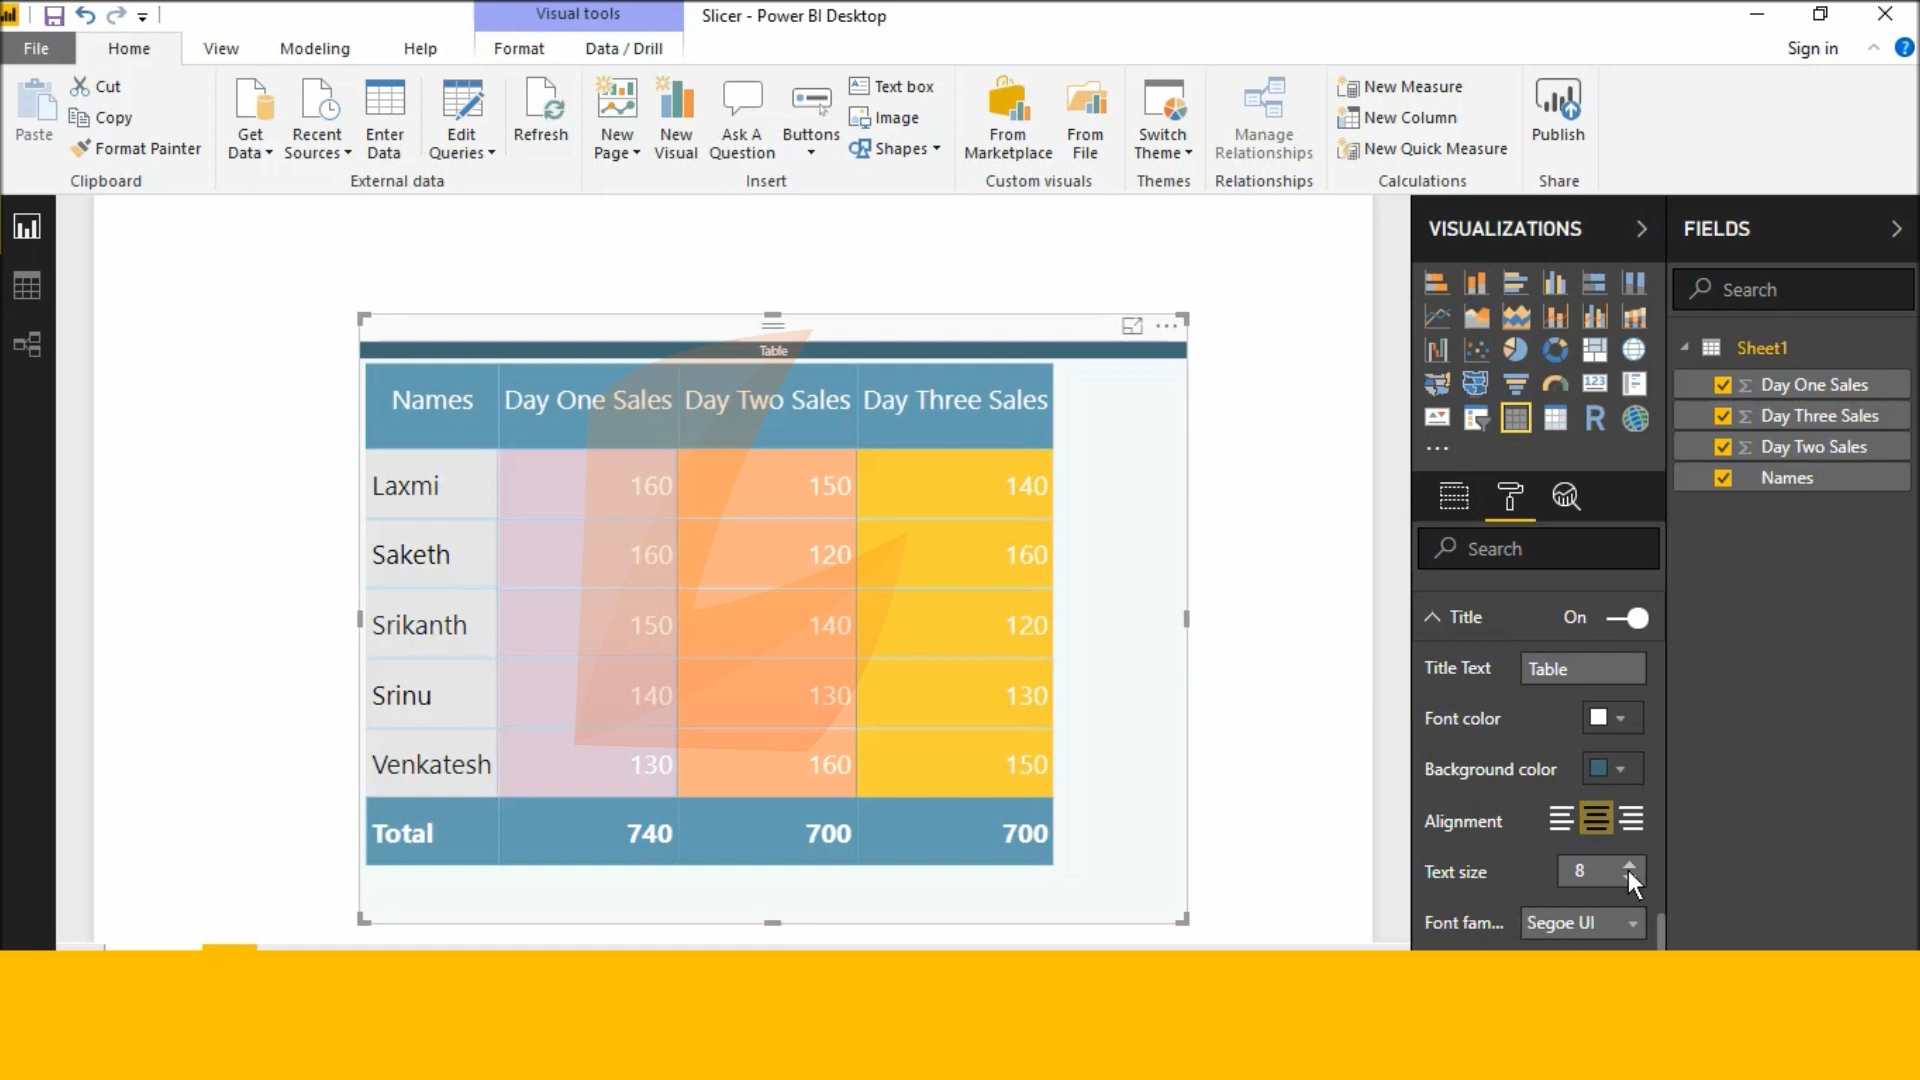 Visual tools
Slicer - Power BI Desktop
File Home View Modeling Help Format Data / Drill Sign in
Paste
Cut
Copy
Format Painter
Clipboard
Get Data
Recent Sources
Enter Data
Edit Queries
Refresh
External data
New Page
New Visual
Ask A Question
Buttons
Text box
Image
Shapes
Insert
From Marketplace
From File
Custom visuals
Switch Theme
Themes
Manage Relationships
Relationships
New Measure
New Column
New Quick Measure
Calculations
Publish
Share
Table
Names Day One Sales Day Two Sales Day Three Sales
Laxmi 160 150 140
Saketh 160 120 160
Srikanth 150 140 120
Srinu 140 130 130
Venkatesh 130 160 150
Total 740 700 700
VISUALIZATIONS
123
R
Search
Title On
Title Text Table
Font color
Background color
Alignment
Text size 8
Font fam... Segoe UI
FIELDS
Search
Sheet1
Day One Sales
Day Three Sales
Day Two Sales
Names